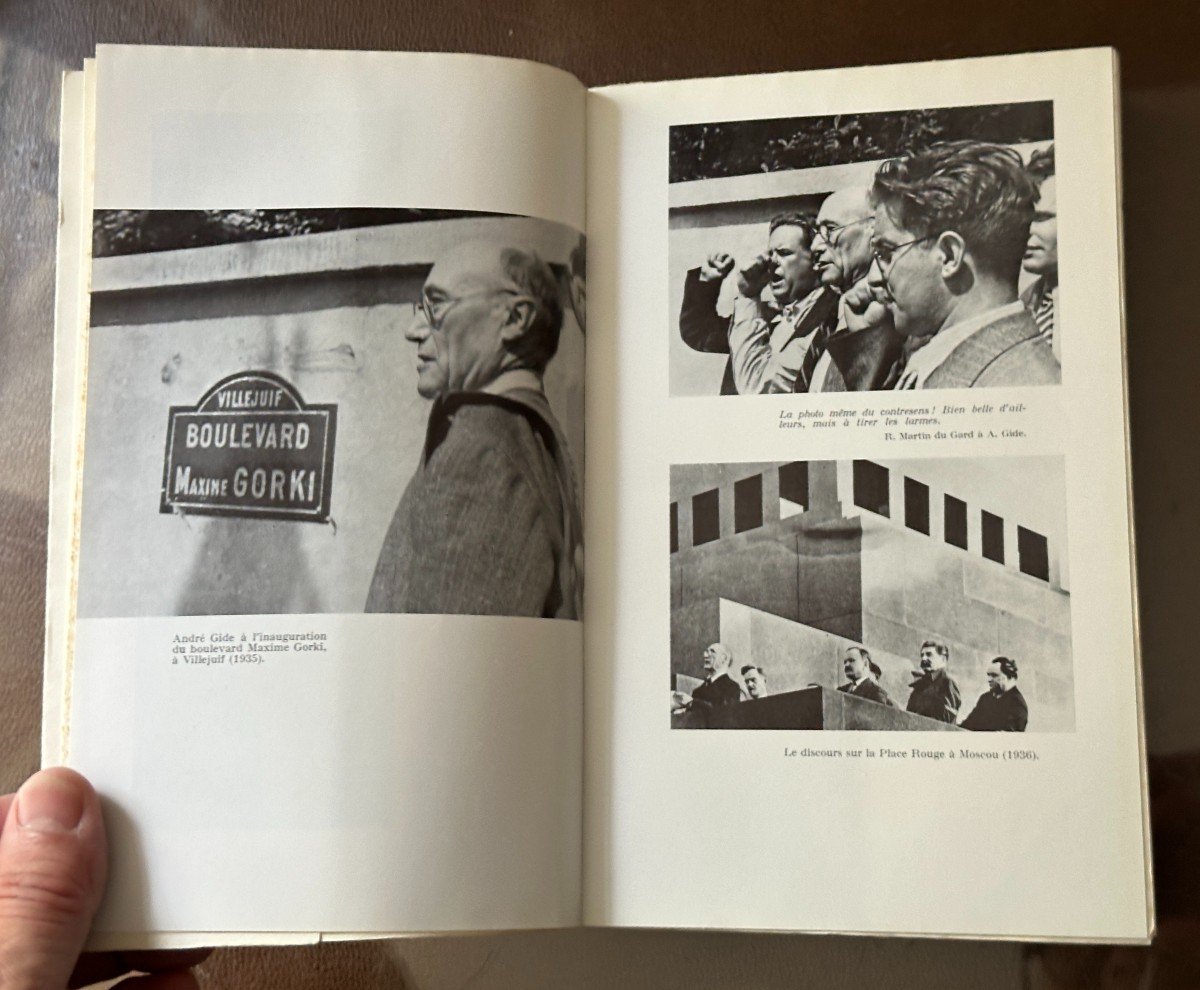 VILLEJUIF
BOULEVARD
MAXIME GORKI
André Gide à l'inauguration
du boulevard Maxime Gorki,
à Villejuif (1935).
La photo même du contresens! Bien belle d'ail-
leurs, mais à tirer les larmes.
R. Martin du Gard à A. Gide.
Le discours sur la Place Rouge à Moscou (1936).